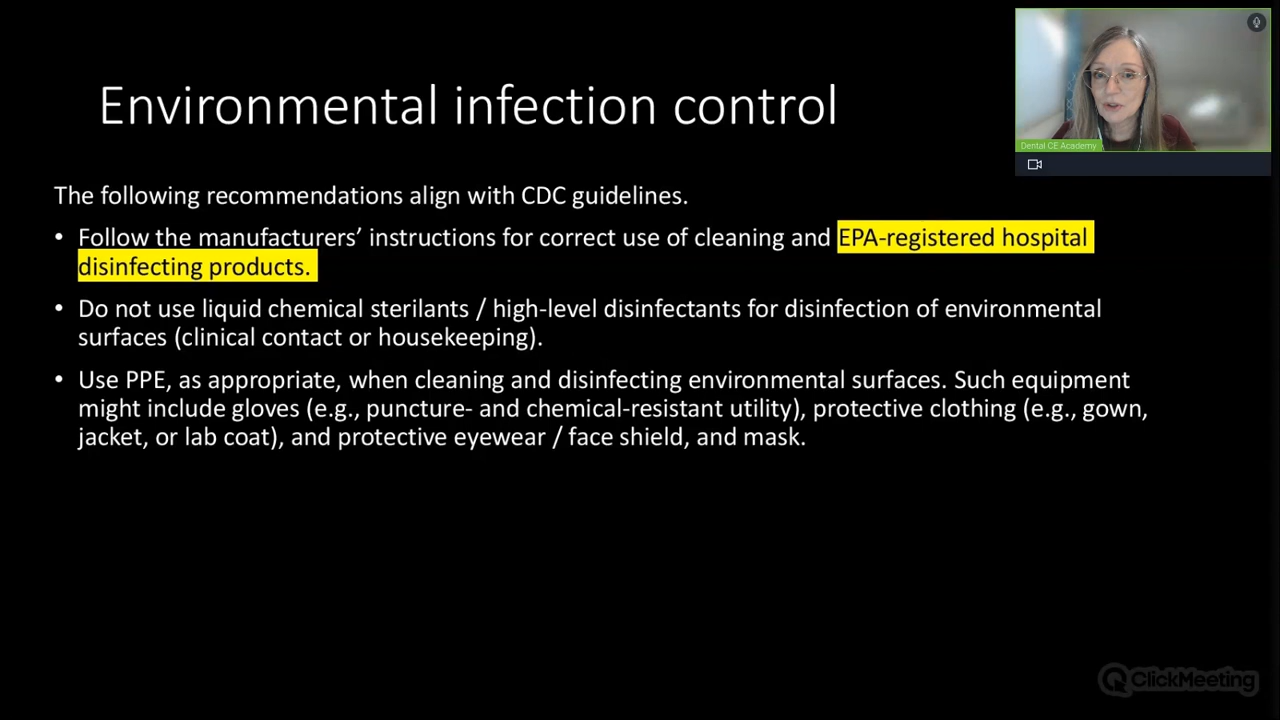 Environmental infection control
Dental CE Academy
The following recommendations align with CDC guidelines.
• Follow the manufacturers’ instructions for correct use of cleaning and EPA-registered hospital
disinfecting products.
• Do not use liquid chemical sterilants / high-level disinfectants for disinfection of environmental
surfaces (clinical contact or housekeeping).
• Use PPE, as appropriate, when cleaning and disinfecting environmental surfaces. Such equipment
might include gloves (e.g., puncture- and chemical-resistant utility), protective clothing (e.g., gown,
jacket, or lab coat), and protective eyewear / face shield, and mask.
ClickMeeting